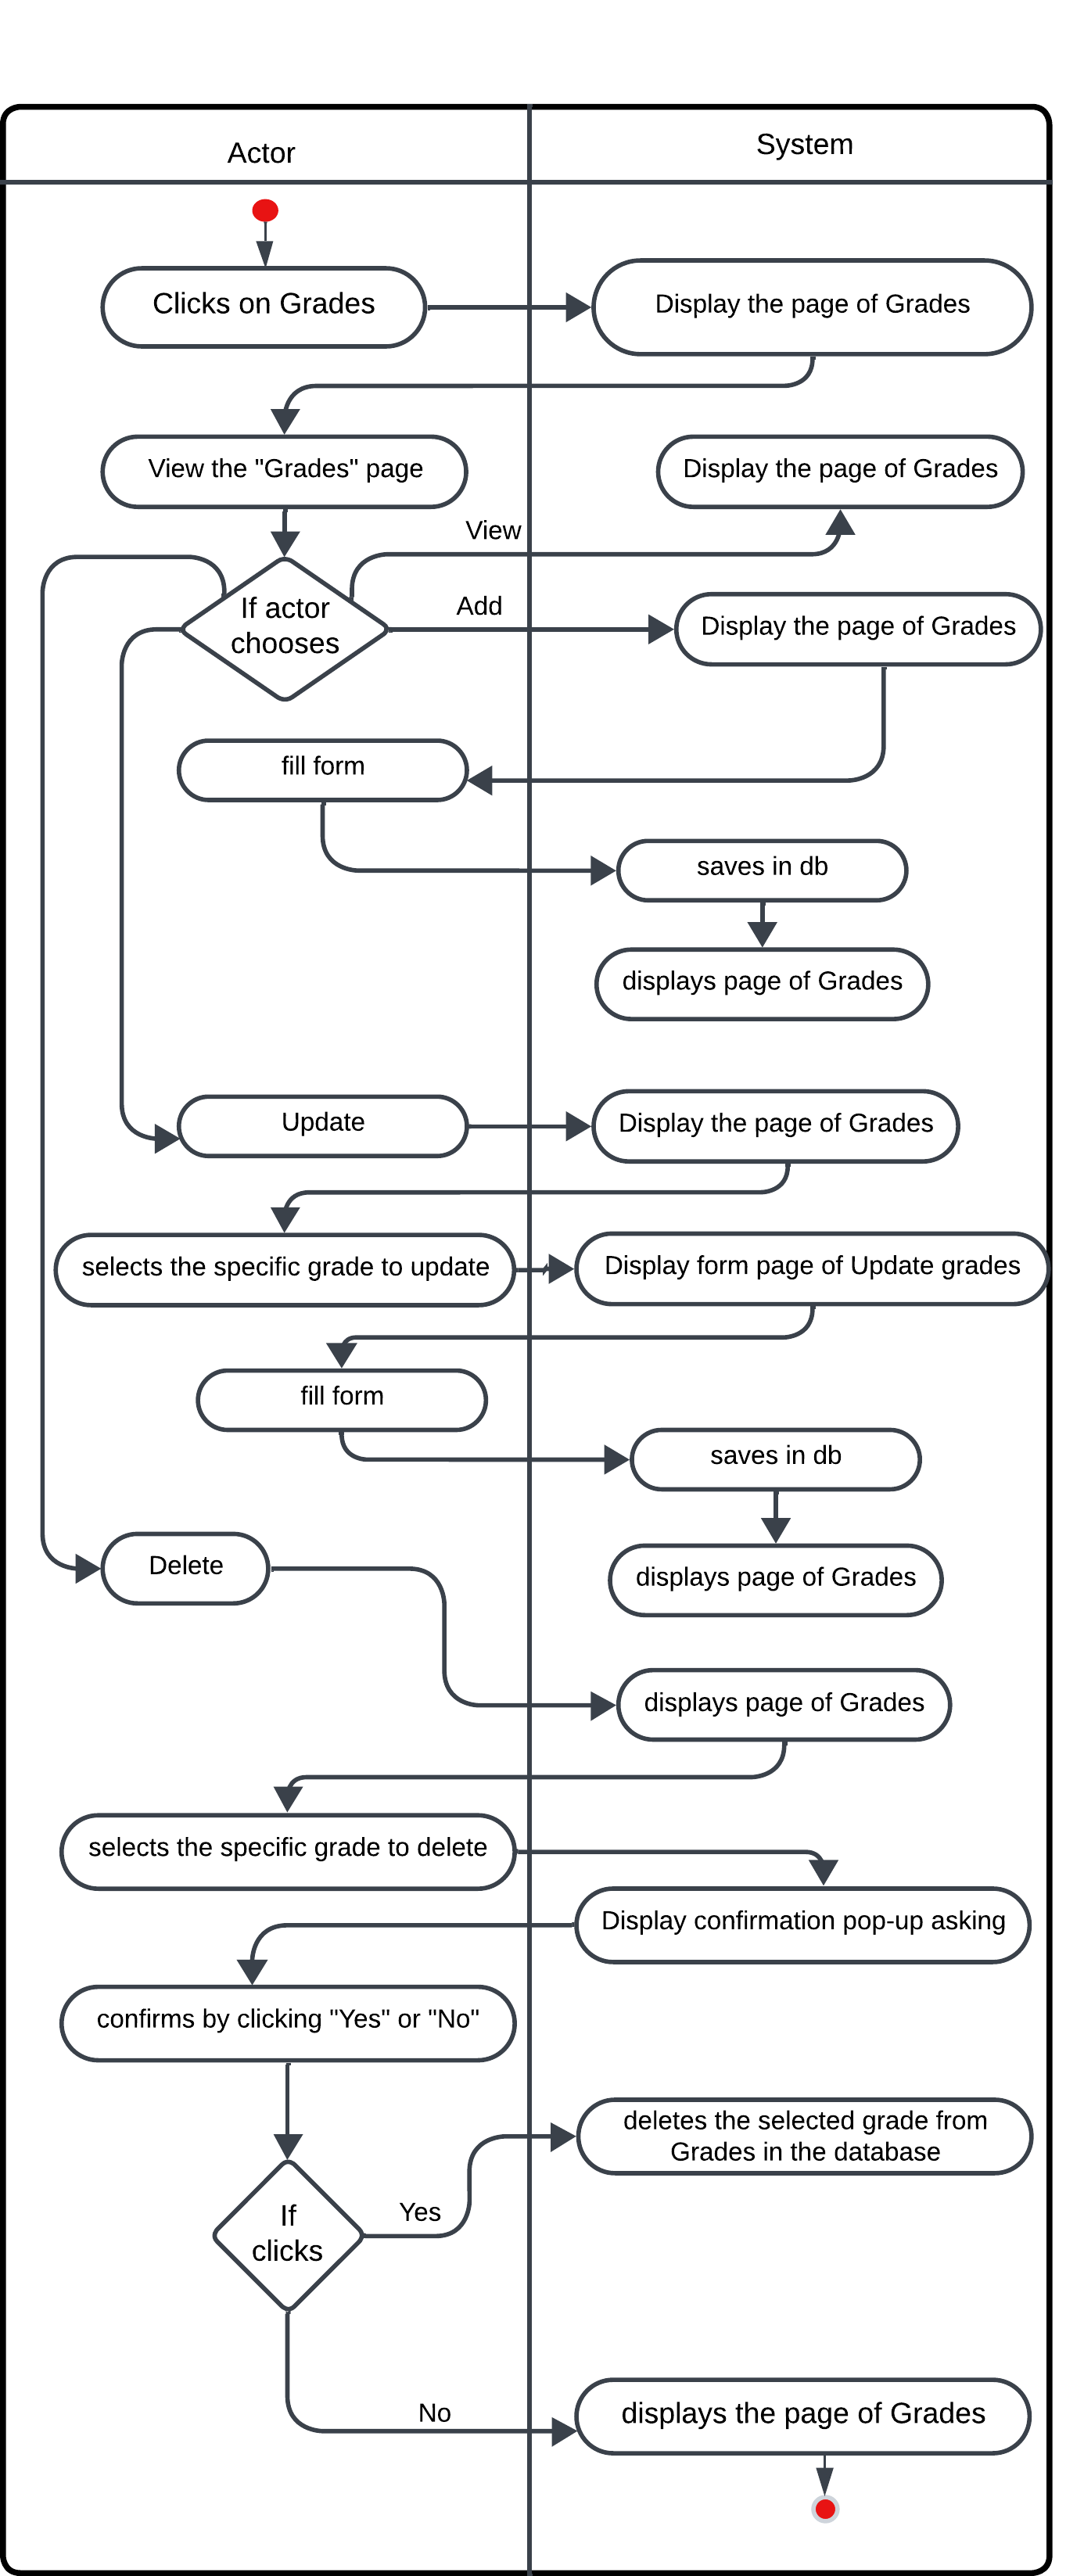 Actor
System
Clicks on Grades
Display the page of Grades
View the "Grades" page
Display the page of Grades
View
If actor
chooses
Add
Display the page of Grades
fill form
saves in db
displays page of Grades
Update
Display the page of Grades
selects the specific grade to update
Display form page of Update grades
fill form
saves in db
Delete
displays page of Grades
displays page of Grades
selects the specific grade to delete
Display confirmation pop-up asking
confirms by clicking "Yes" or "No"
deletes the selected grade from
Grades in the database
If
clicks
Yes
No
displays the page of Grades